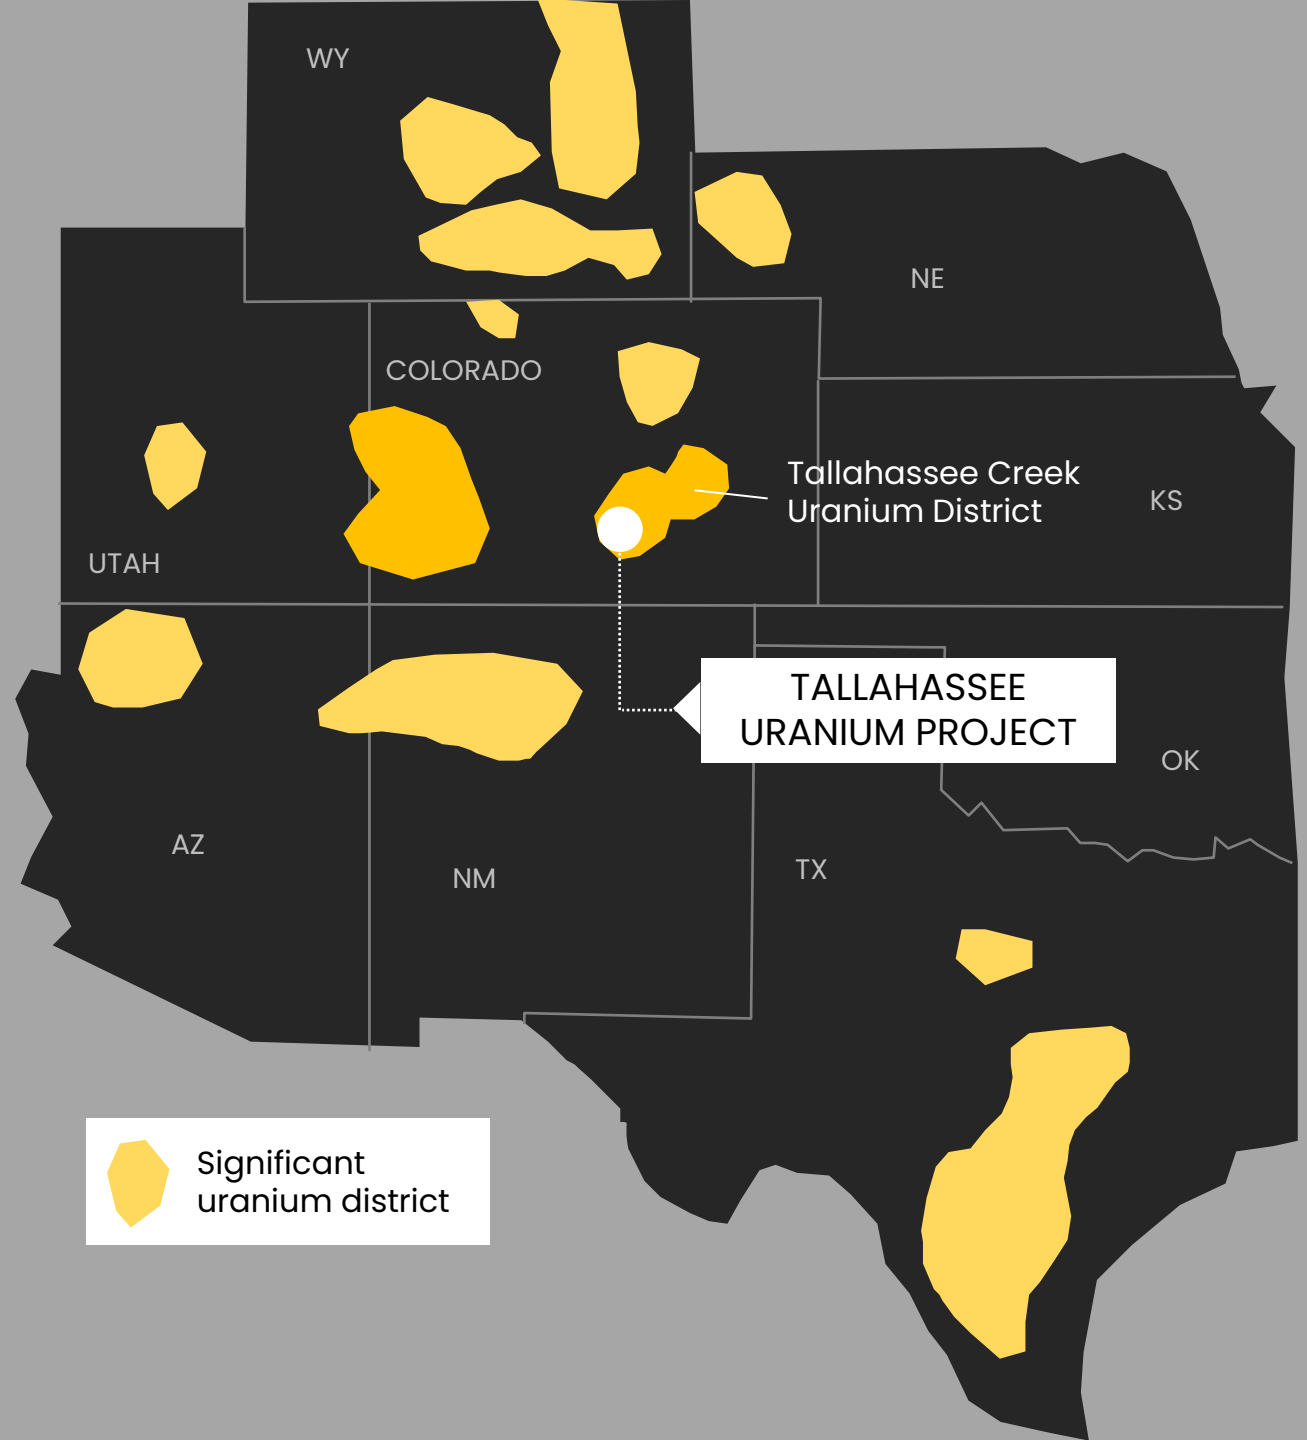 WY
NE
COLORADO
Tallahassee Creek
Uranium District
KS
UTAH
TALLAHASSEE
URANIUM PROJECT
OK
AZ
NM
TX
Significant
uranium district